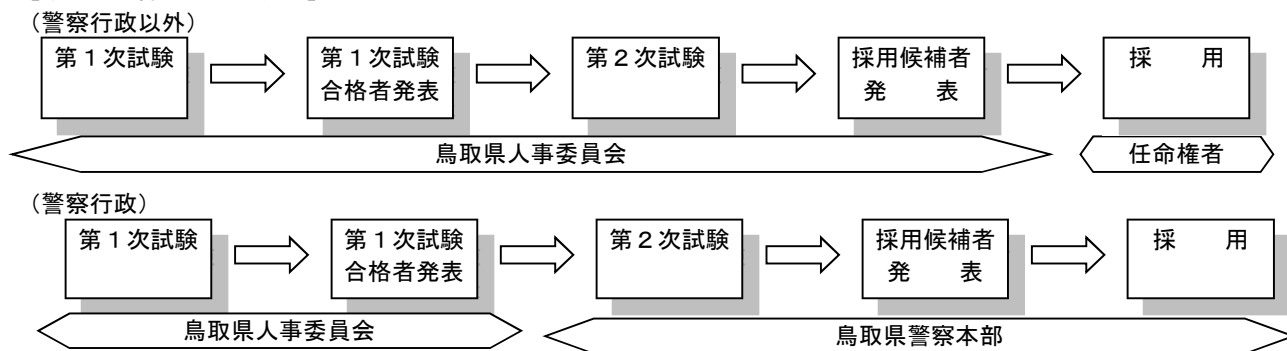 (警察行政以外)
第1次試験
第1次試験
合格者発表
第2次試験
採用候補者
発　　表
採　　用
鳥取県人事委員会
任命権者
(警察行政)
第1次試験
第1次試験
合格者発表
第2次試験
採用候補者
発　　表
採　　用
鳥取県人事委員会
鳥取県警察本部